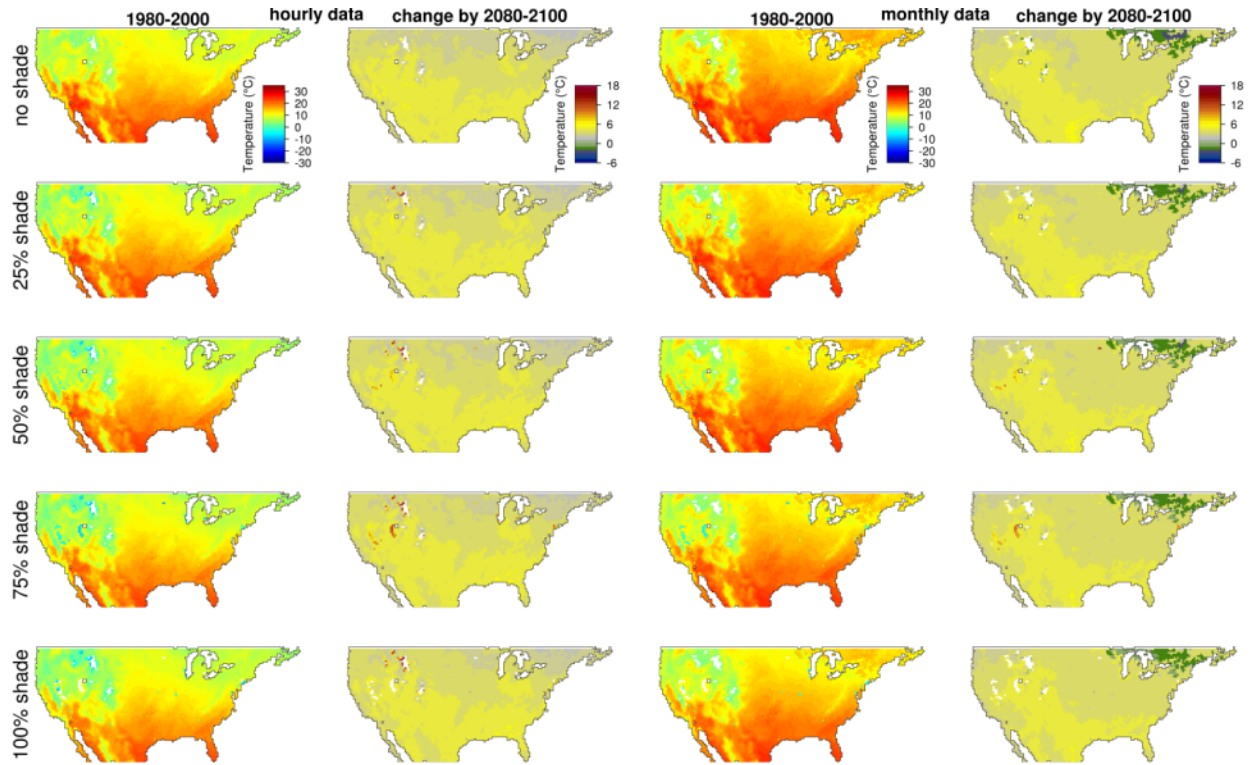 hourly data
monthly data
1980-2000
change by 2080-2100
1980-2000
change by 2080-2100
no shade
Temperature (°C)
30
20
10
0
-10
-20
-30
Temperature (°C)
18
12
6
0
-6
Temperature (°C)
30
20
10
0
-10
-20
-30
Temperature (°C)
18
12
6
0
-6
25% shade
50% shade
75% shade
100% shade